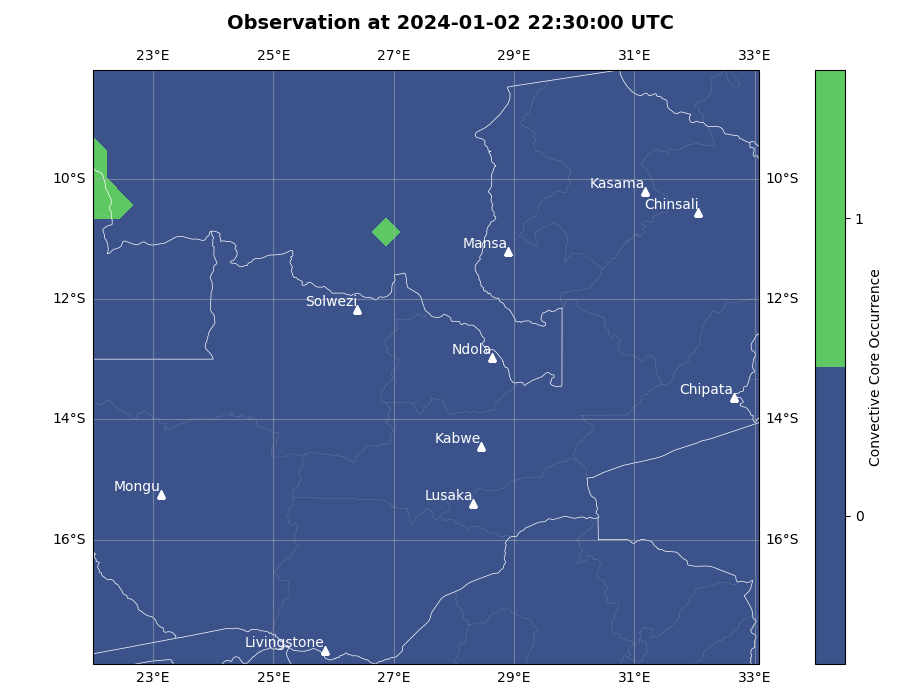 Observation at 2024-01-02 22:30:00 UTC
23°E 25°E 27°E 29°E 31°E 33°E
10°S 10°S
Kasama
Chinsali
1
Mansa
12°S 12°S
Solwezi
Ndola
Chipata
14°S 14°S
Kabwe
Mongu
Lusaka
0
16°S 16°S
Livingstone
23°E 25°E 27°E 29°E 31°E 33°E
Convective Core Occurrence